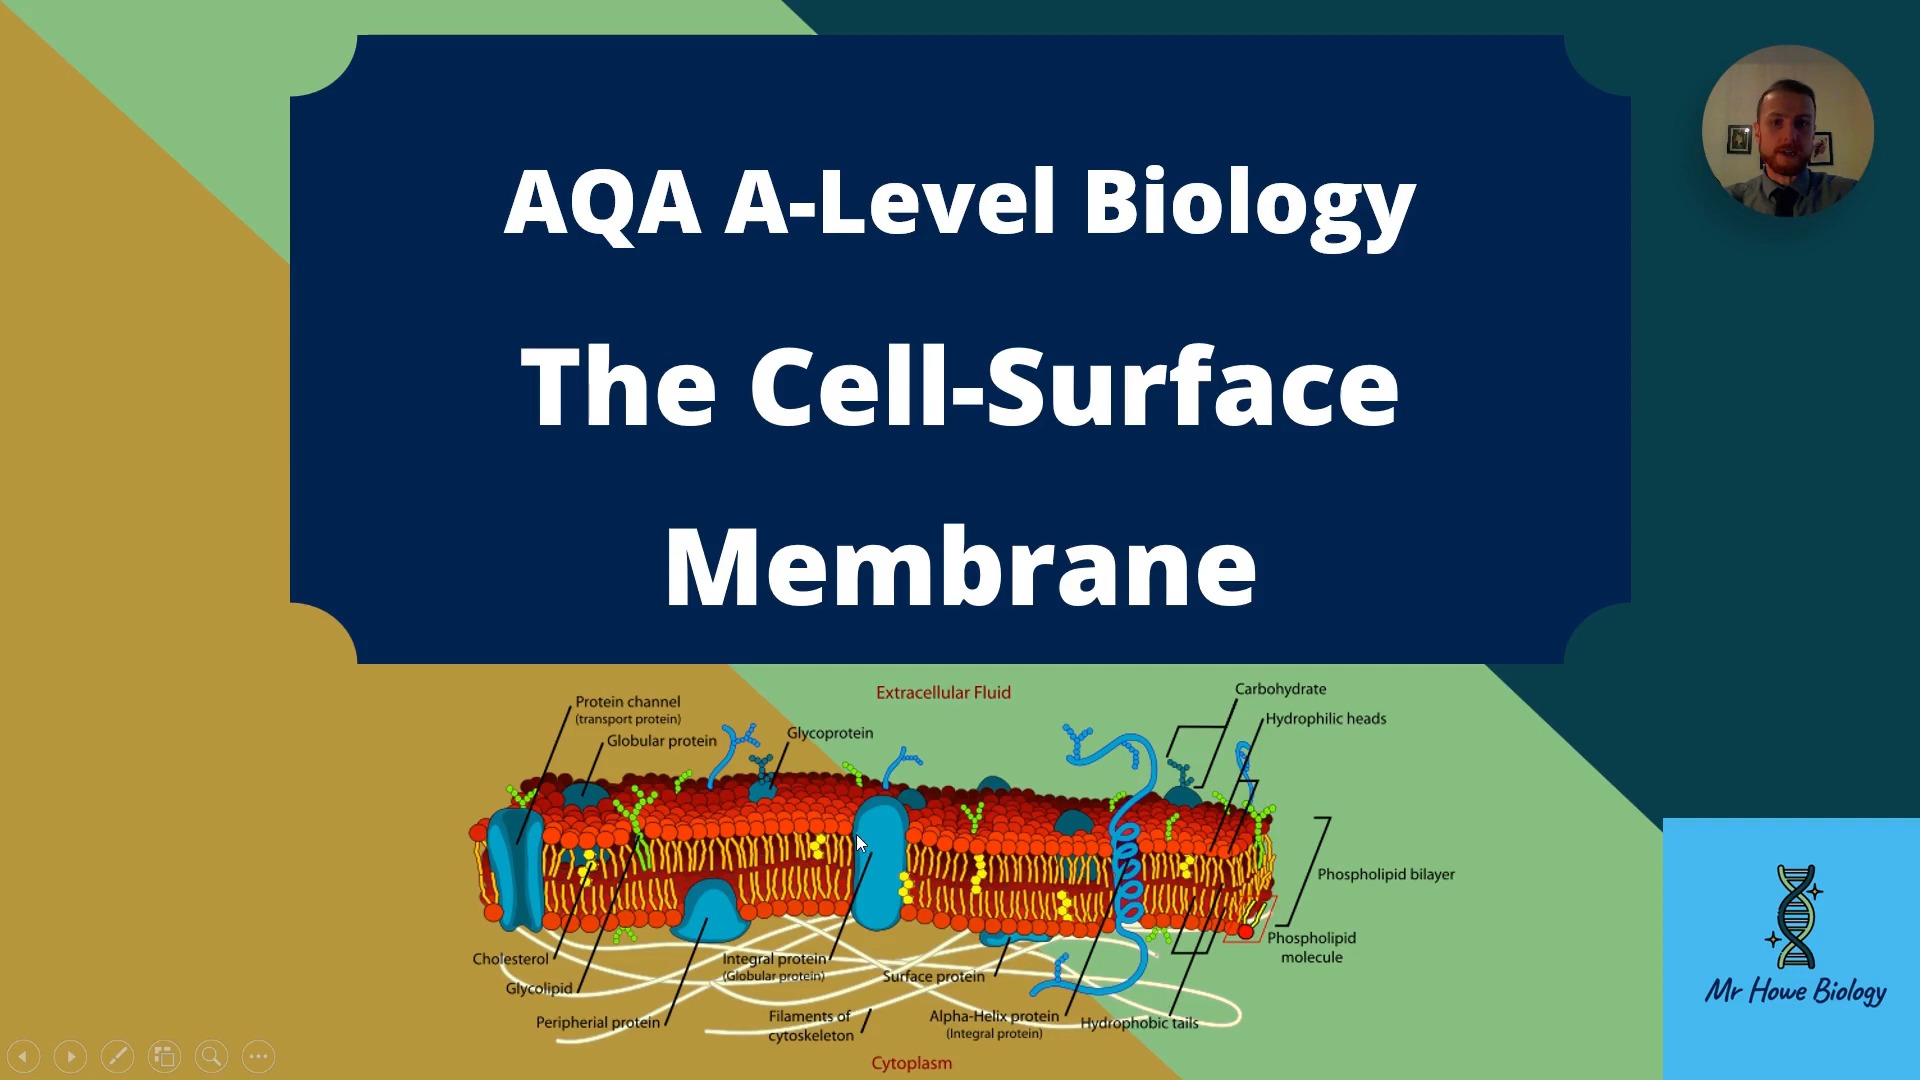 AQA A-Level Biology
The Cell-Surface
Membrane
Extracellular Fluid
Carbohydrate
Protein channel
(transport protein)
Hydrophilic heads
Globular protein
Glycoprotein
Phospholipid bilayer
Phospholipid
molecule
Cholesterol
Integral protein
(Globular protein)
Surface protein
Glycolipid
Peripherial protein
Filaments of
cytoskeleton
Alpha-Helix protein
(Integral protein)
Hydrophobic tails
Cytoplasm
Mr Howe Biology